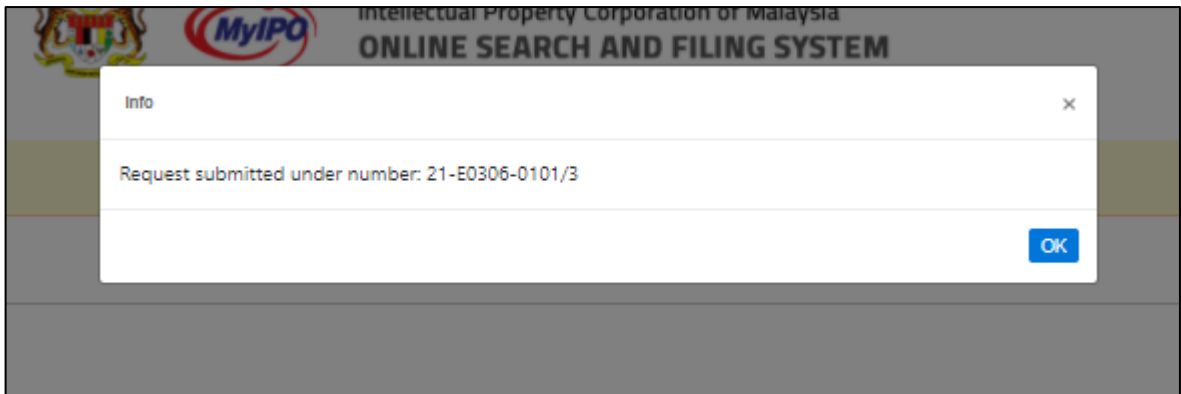 MyIPO
Intellectual Property Corporation of Malaysia
ONLINE SEARCH AND FILING SYSTEM
Info
×
Request submitted under number: 21-E0306-0101/3
OK